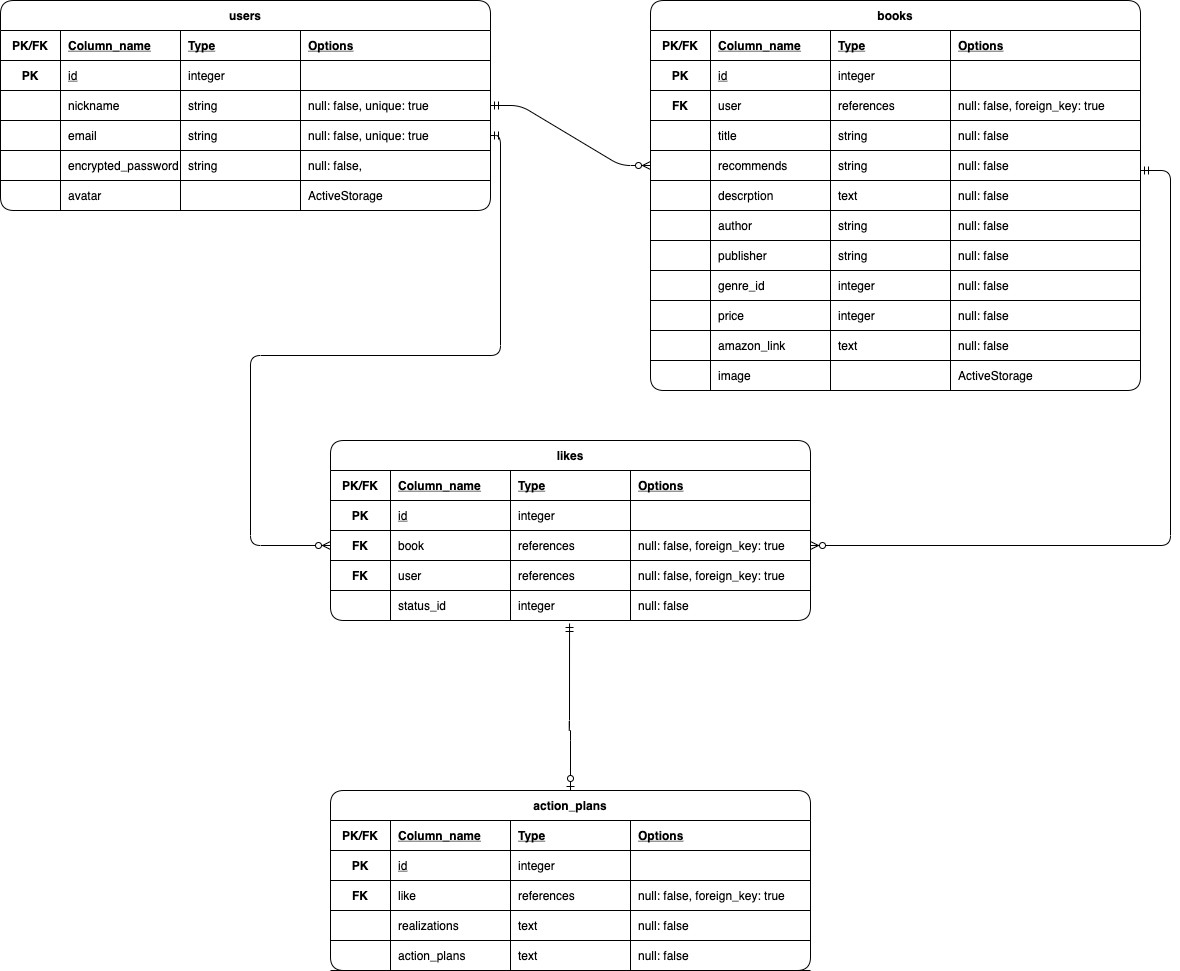 users
PK/FK Column_name Type Options
PK id integer
nickname string null: false, unique: true
email string null: false, unique: true
encrypted_password string null: false,
avatar ActiveStorage
books
PK/FK Column_name Type Options
PK id integer
FK user references null: false, foreign_key: true
title string null: false
recommends string null: false
descrption text null: false
author string null: false
publisher string null: false
genre_id integer null: false
price integer null: false
amazon_link text null: false
image ActiveStorage
likes
PK/FK Column_name Type Options
PK id integer
FK book references null: false, foreign_key: true
FK user references null: false, foreign_key: true
status_id integer null: false
action_plans
PK/FK Column_name Type Options
PK id integer
FK like references null: false, foreign_key: true
realizations text null: false
action_plans text null: false